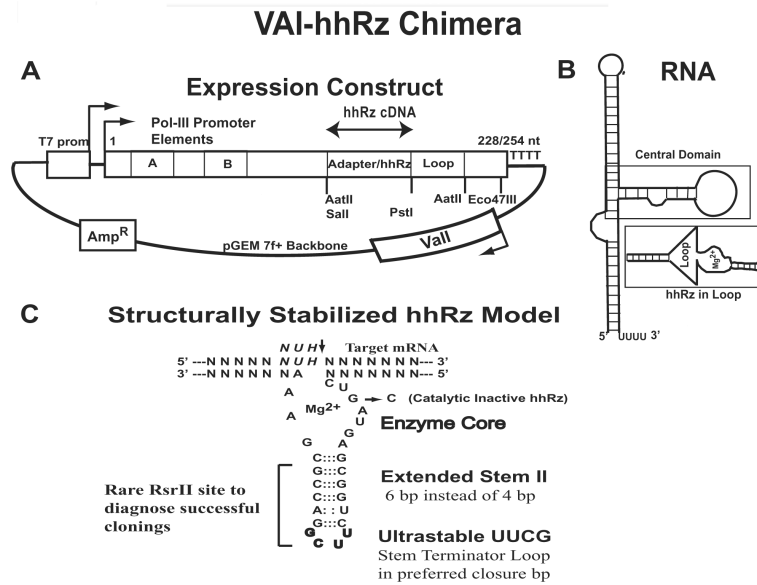 VAI-hhRz Chimera
A
Expression Construct
B
RNA
hhRz cDNA
Pol-III Promoter
Elements
T7 prom
1
228/254 nt
TTTT
A
B
Adapter/hhRz
Loop
AatII
SalI
PstI
AatII
Eco47III
Amp^R
pGEM 7f+ Backbone
VaII
Central Domain
Loop
Mg2+
hhRz in Loop
5' UUUU 3'
C
Structurally Stabilized hhRz Model
NUH
Target mRNA
5' ---N N N N N NUH N N N N N N N--- 3'
3' ---N N N N N A N N N N N N N--- 5'
C U
A G → C (Catalytic Inactive hhRz)
A Mg2+ A
A U
Enzyme Core
G G
G A
C:::G
G:::C
C:::G
C:::G
A::U
G:::C
G U
C U
Extended Stem II
6 bp instead of 4 bp
Rare RsrII site to
diagnose successful
clonings
Ultrastable UUCG
Stem Terminator Loop
in preferred closure bp